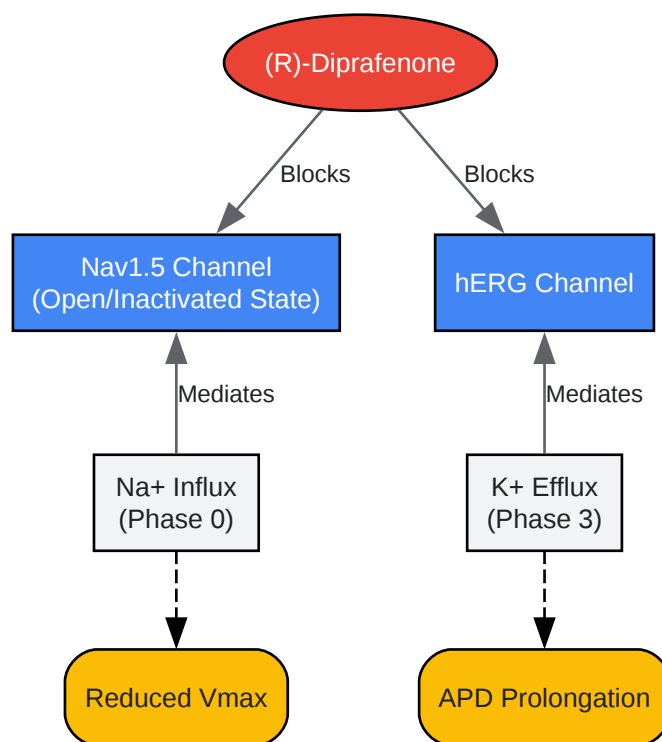 (R)-Diprafenone
Blocks
Blocks
Nav1.5 Channel
(Open/Inactivated State)
hERG Channel
Mediates
Mediates
Na+ Influx
(Phase 0)
K+ Efflux
(Phase 3)
Reduced Vmax
APD Prolongation